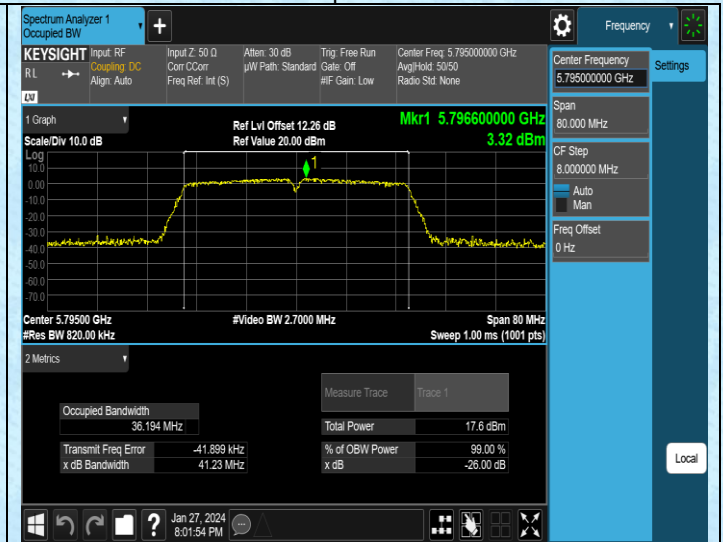 Spectrum Analyzer 1
Occupied BW
+
Frequency
KEYSIGHT
RL
LXI
Input: RF
Coupling: DC
Align: Auto
Input Z: 50 Ω
Corr CCorr
Freq Ref: Int (S)
Atten: 30 dB
µW Path: Standard
Trig: Free Run
Gate: Off
#IF Gain: Low
Center Freq: 5.795000000 GHz
Avg|Hold: 50/50
Radio Std: None
1 Graph
Scale/Div 10.0 dB
Ref Lvl Offset 12.26 dB
Ref Value 20.00 dBm
Mkr1 5.796600000 GHz
3.32 dBm
Log
10.0
0.00
-10.0
-20.0
-30.0
-40.0
-50.0
-60.0
-70.0
1
Center 5.79500 GHz
#Res BW 820.00 kHz
#Video BW 2.7000 MHz
Span 80 MHz
Sweep 1.00 ms (1001 pts)
2 Metrics
Measure Trace
Trace 1
Occupied Bandwidth
36.194 MHz
Total Power
17.6 dBm
Transmit Freq Error
-41.899 kHz
% of OBW Power
99.00 %
x dB Bandwidth
41.23 MHz
x dB
-26.00 dB
Center Frequency
5.795000000 GHz
Settings
Span
80.000 MHz
CF Step
8.000000 MHz
Auto
Man
Freq Offset
0 Hz
Local
?
Jan 27, 2024
8:01:54 PM